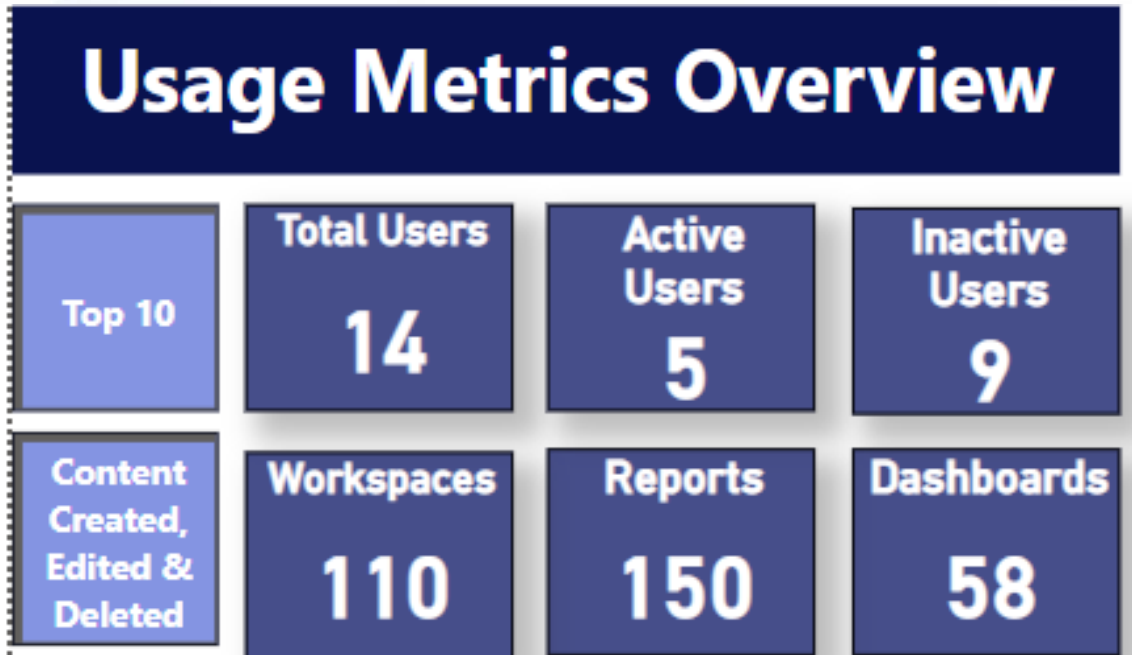 Usage Metrics Overview
Top 10
Total Users
14
Active
Users
5
Inactive
Users
9
Content
Created,
Edited &
Deleted
Workspaces
110
Reports
150
Dashboards
58